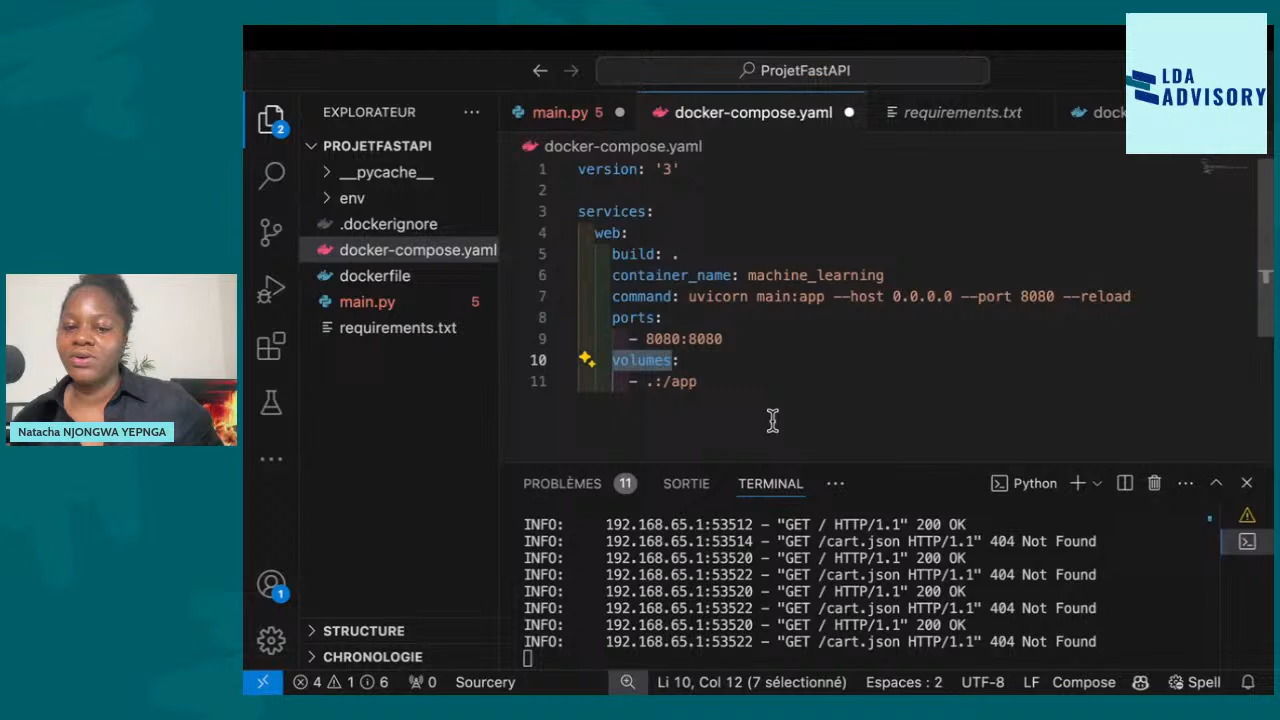 LDA
ADVISORY
ProjetFastAPI
EXPLORATEUR
main.py 5
docker-compose.yaml
requirements.txt
dock
PROJETFASTAPI
__pycache__
env
.dockerignore
docker-compose.yaml
dockerfile
main.py 5
requirements.txt
docker-compose.yaml
1 version: '3'
2
3 services:
4 web:
5 build: .
6 container_name: machine_learning
7 command: uvicorn main:app --host 0.0.0.0 --port 8080 --reload
8 ports:
9 - 8080:8080
10 volumes:
11 - .:/app
2
1
Natacha NJONGWA YEPNGA
PROBLÈMES 11 SORTIE TERMINAL
Python
INFO: 192.168.65.1:53512 - "GET / HTTP/1.1" 200 OK
INFO: 192.168.65.1:53514 - "GET /cart.json HTTP/1.1" 404 Not Found
INFO: 192.168.65.1:53520 - "GET / HTTP/1.1" 200 OK
INFO: 192.168.65.1:53522 - "GET /cart.json HTTP/1.1" 404 Not Found
INFO: 192.168.65.1:53520 - "GET / HTTP/1.1" 200 OK
INFO: 192.168.65.1:53522 - "GET /cart.json HTTP/1.1" 404 Not Found
INFO: 192.168.65.1:53520 - "GET / HTTP/1.1" 200 OK
INFO: 192.168.65.1:53522 - "GET /cart.json HTTP/1.1" 404 Not Found
STRUCTURE
CHRONOLOGIE
4 1 6 0 Sourcery Li 10, Col 12 (7 sélectionné) Espaces : 2 UTF-8 LF Compose Spell